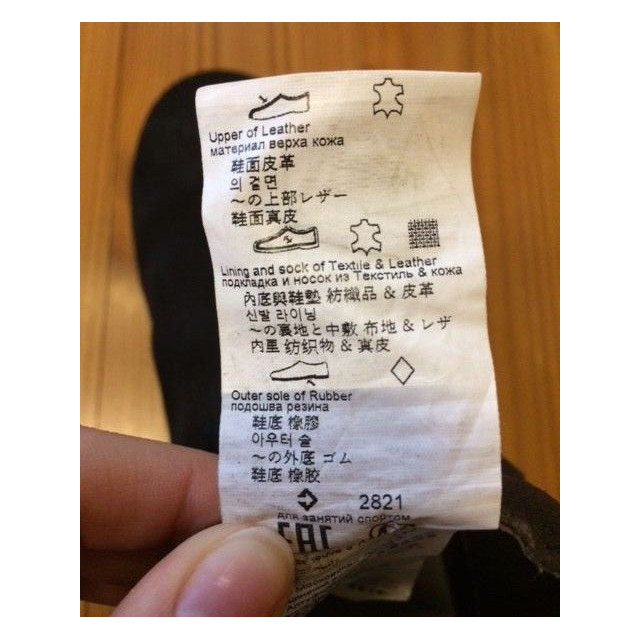 Upper of Leather
материал верха кожа
鞋面皮革
의 겉면
〜の上部レザー
鞋面真皮
Lining and sock of Textile & Leather
подкладка и носок из Текстиль & кожа
內底與鞋墊 紡織品 & 皮革
신발 라이닝
〜の裏地と中敷 布地 & レザ
内里 纺织物 & 真皮
Outer sole of Rubber
подошва резина
鞋底 橡膠
아우터 솔
〜の外底 ゴム
鞋底 橡胶
2821
для занятий спортом
EAC